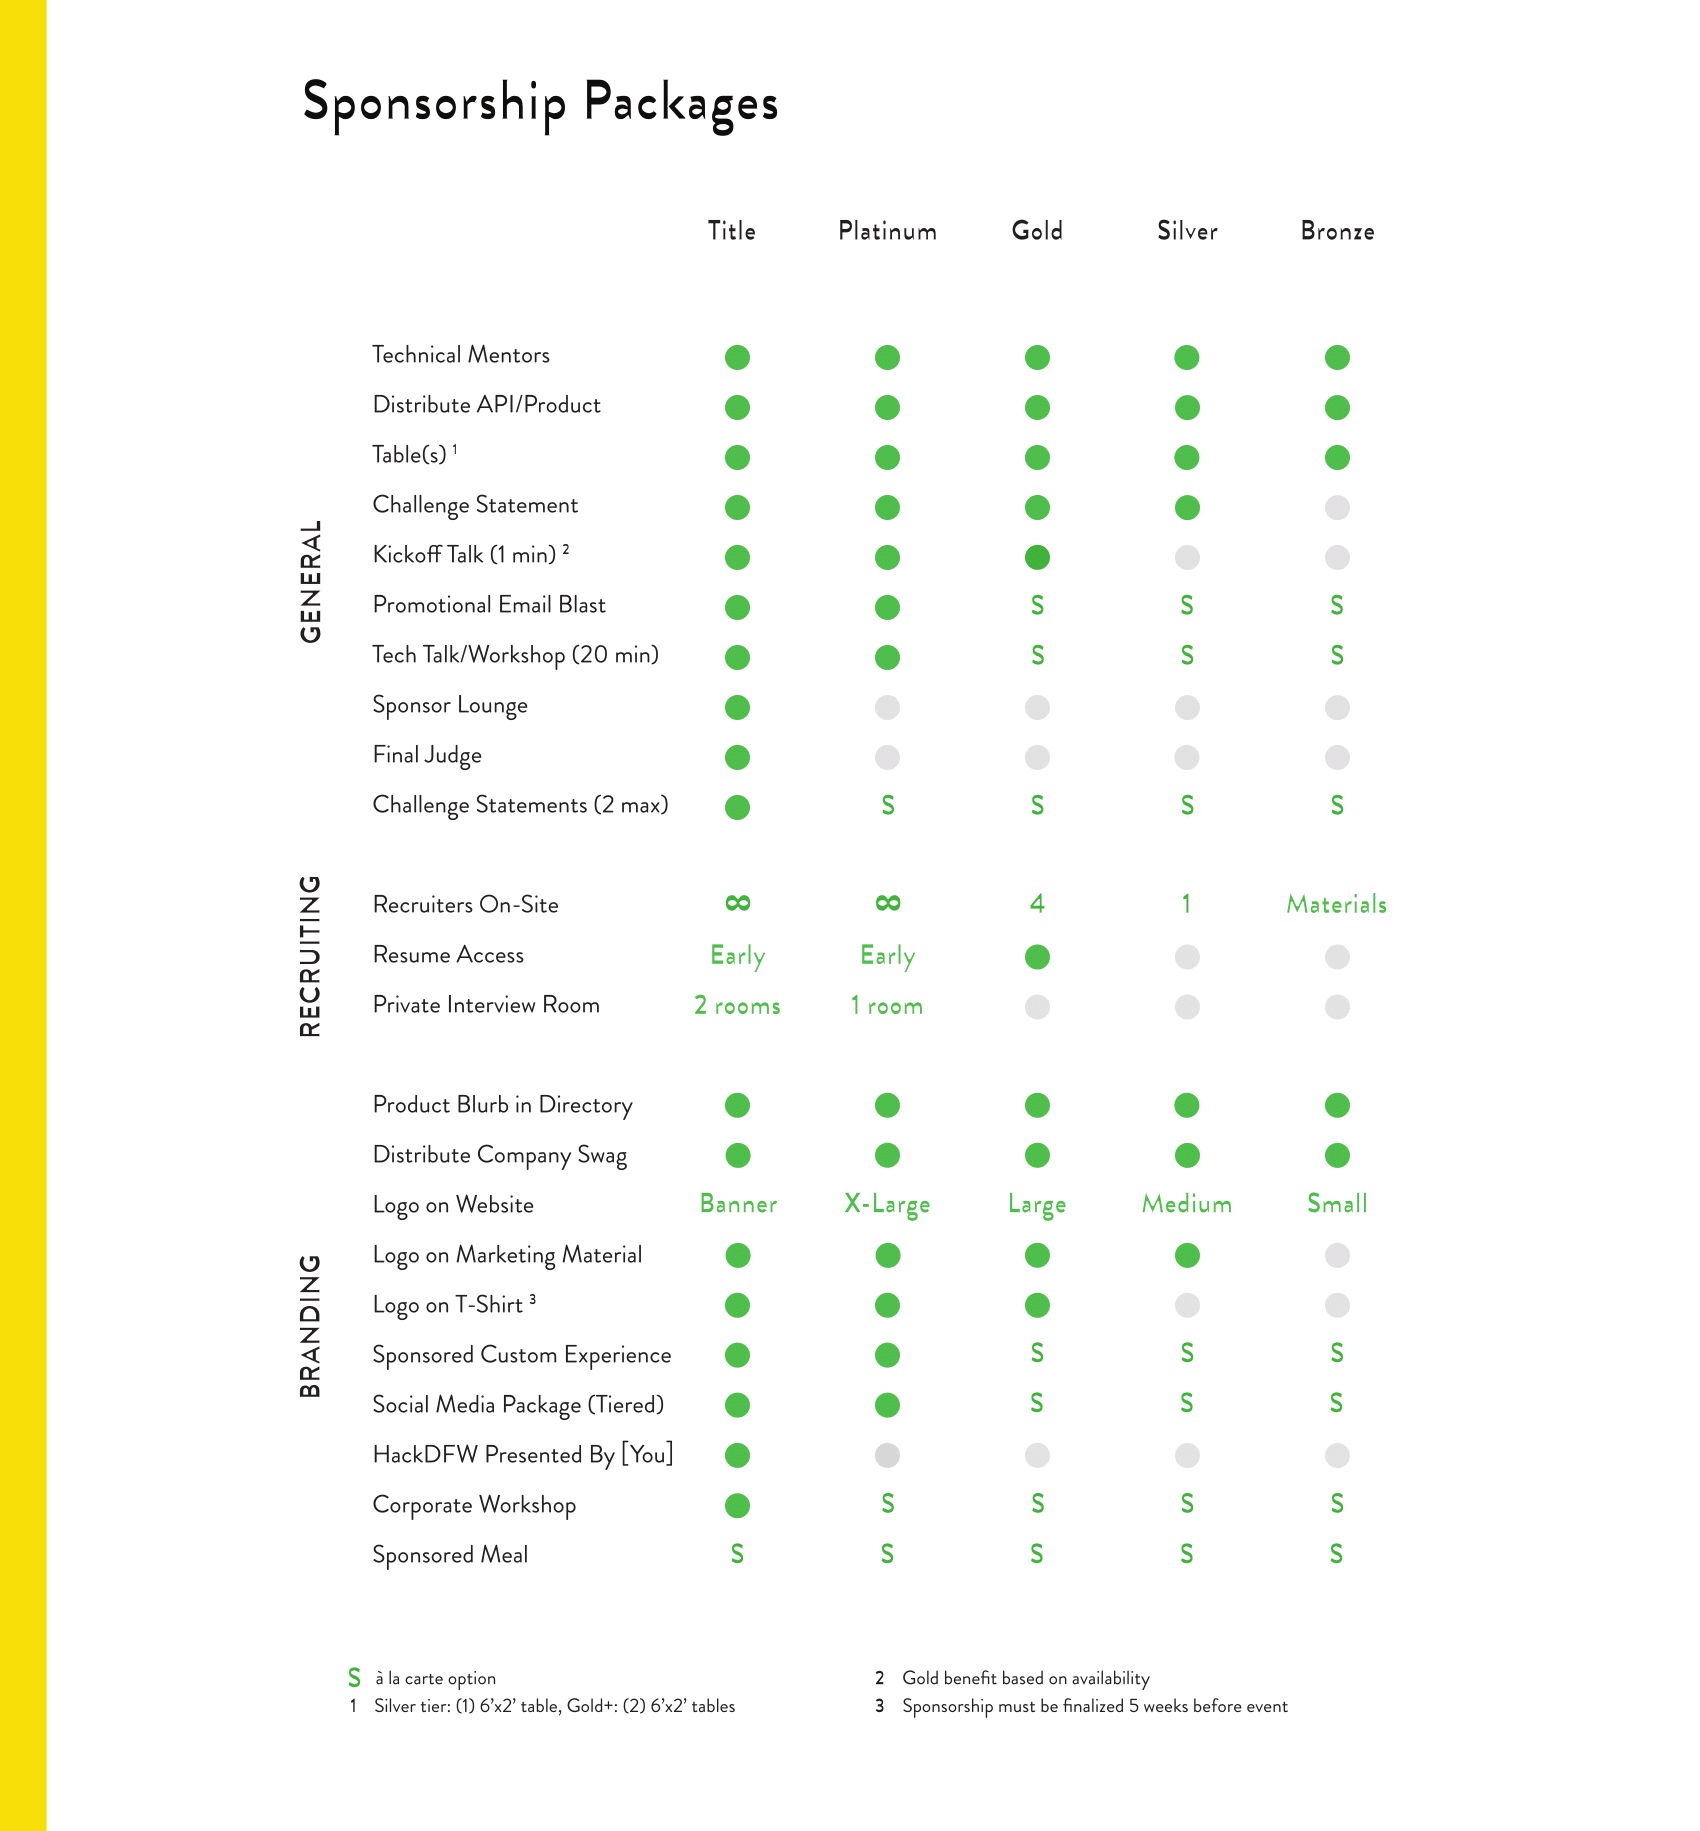 Sponsorship Packages
Title Platinum Gold Silver Bronze
GENERAL
Technical Mentors
Distribute API/Product
Table(s) ¹
Challenge Statement
Kickoff Talk (1 min) ²
Promotional Email Blast S S S
Tech Talk/Workshop (20 min) S S S
Sponsor Lounge
Final Judge
Challenge Statements (2 max) S S S S
RECRUITING
Recruiters On-Site ∞ ∞ 4 1 Materials
Resume Access Early Early
Private Interview Room 2 rooms 1 room
BRANDING
Product Blurb in Directory
Distribute Company Swag
Logo on Website Banner X-Large Large Medium Small
Logo on Marketing Material
Logo on T-Shirt ³
Sponsored Custom Experience S S S
Social Media Package (Tiered) S S S
HackDFW Presented By [You]
Corporate Workshop S S S S
Sponsored Meal S S S S S
S à la carte option
1 Silver tier: (1) 6’x2’ table, Gold+: (2) 6’x2’ tables
2 Gold benefit based on availability
3 Sponsorship must be finalized 5 weeks before event